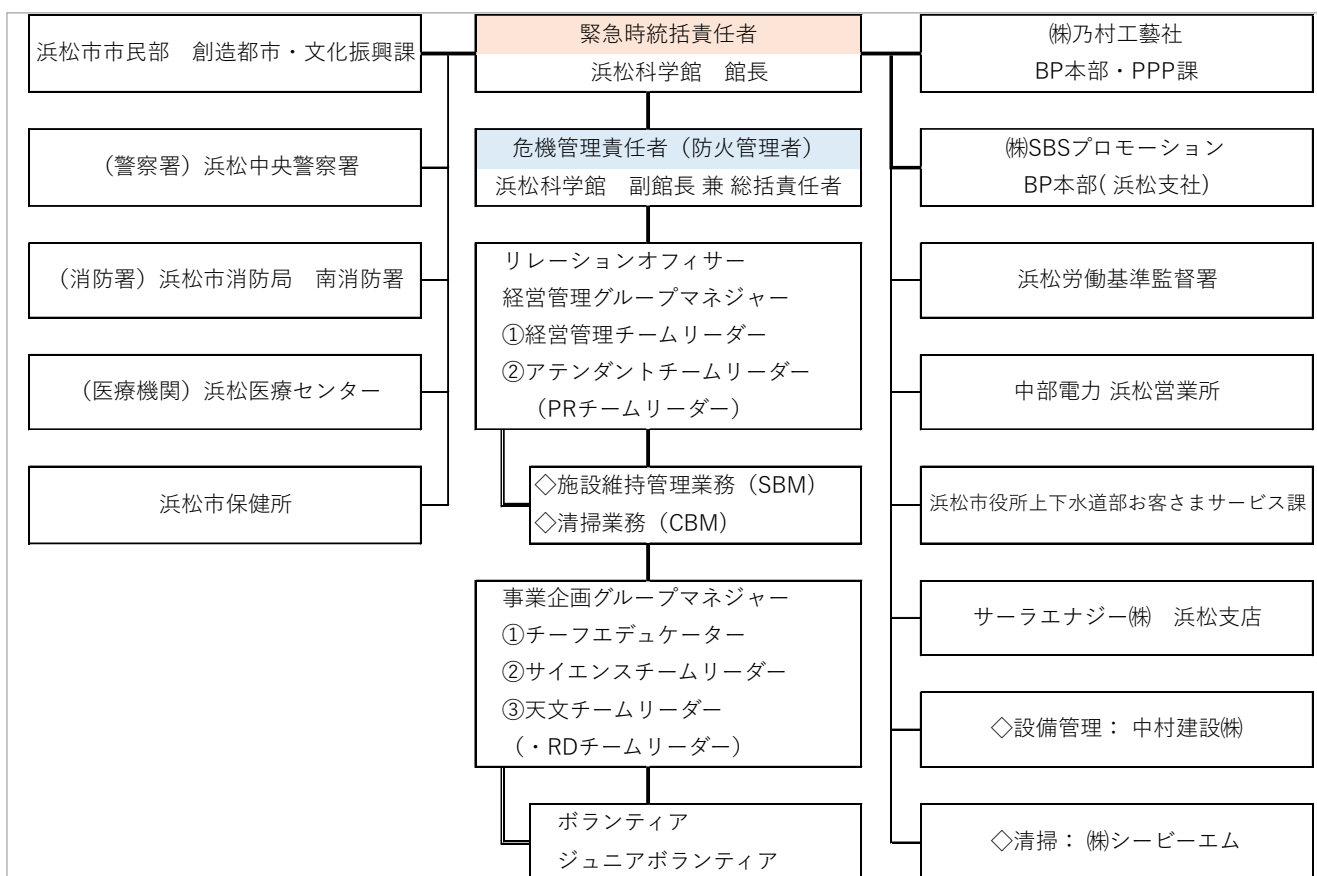 浜松市市民部　創造都市・文化振興課
（警察署）浜松中央警察署
（消防署）浜松市消防局　南消防署
（医療機関）浜松医療センター
浜松市保健所
緊急時統括責任者
浜松科学館　館長
危機管理責任者（防火管理者）
浜松科学館　副館長 兼 総括責任者
リレーションオフィサー
経営管理グループマネジャー
①経営管理チームリーダー
②アテンダントチームリーダー
（PRチームリーダー）
◇施設維持管理業務（SBM）
◇清掃業務（CBM）
事業企画グループマネジャー
①チーフエデュケーター
②サイエンスチームリーダー
③天文チームリーダー
（・RDチームリーダー）
ボランティア
ジュニアボランティア
㈱乃村工藝社
BP本部・PPP課
㈱SBSプロモーション
BP本部( 浜松支社)
浜松労働基準監督署
中部電力 浜松営業所
浜松市役所上下水道部お客さまサービス課
サーラエナジー㈱　浜松支店
◇設備管理： 中村建設㈱
◇清掃： ㈱シービーエム